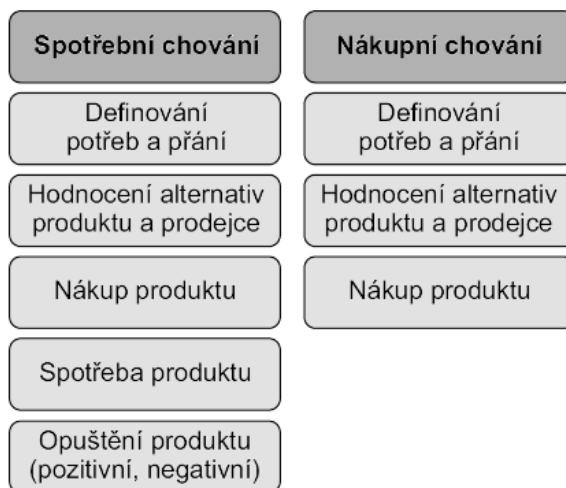 Spotřební chování
Definování
potřeb a přání
Hodnocení alternativ
produktu a prodejce
Nákup produktu
Spotřeba produktu
Opuštění produktu
(pozitivní, negativní)
Nákupní chování
Definování
potřeb a přání
Hodnocení alternativ
produktu a prodejce
Nákup produktu